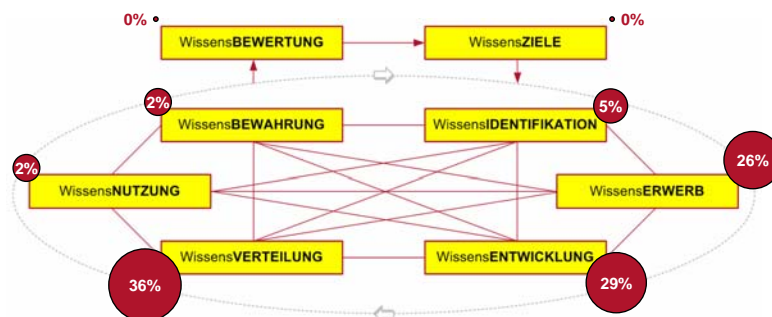 0%
WissensBEWERTUNG
WissensZIELE
0%
2%
WissensBEWAHRUNG
WissensIDENTIFIKATION
5%
2%
WissensNUTZUNG
WissensERWERB
26%
36%
WissensVERTEILUNG
WissensENTWICKLUNG
29%